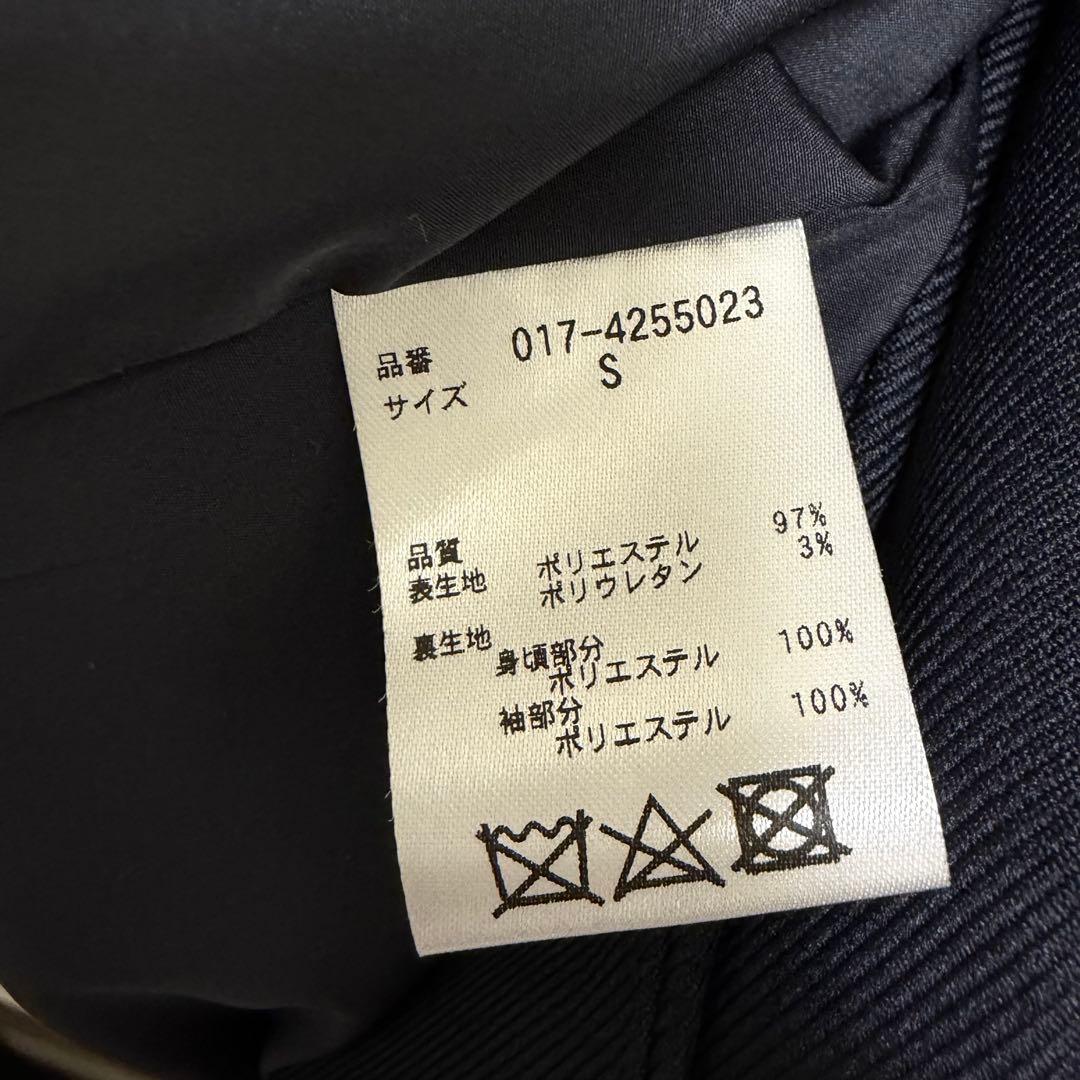 品番 017-4255023
サイズ S
品質
表生地 ポリエステル 97%
ポリウレタン 3%
裏生地 身頃部分
ポリエステル 100%
袖部分
ポリエステル 100%